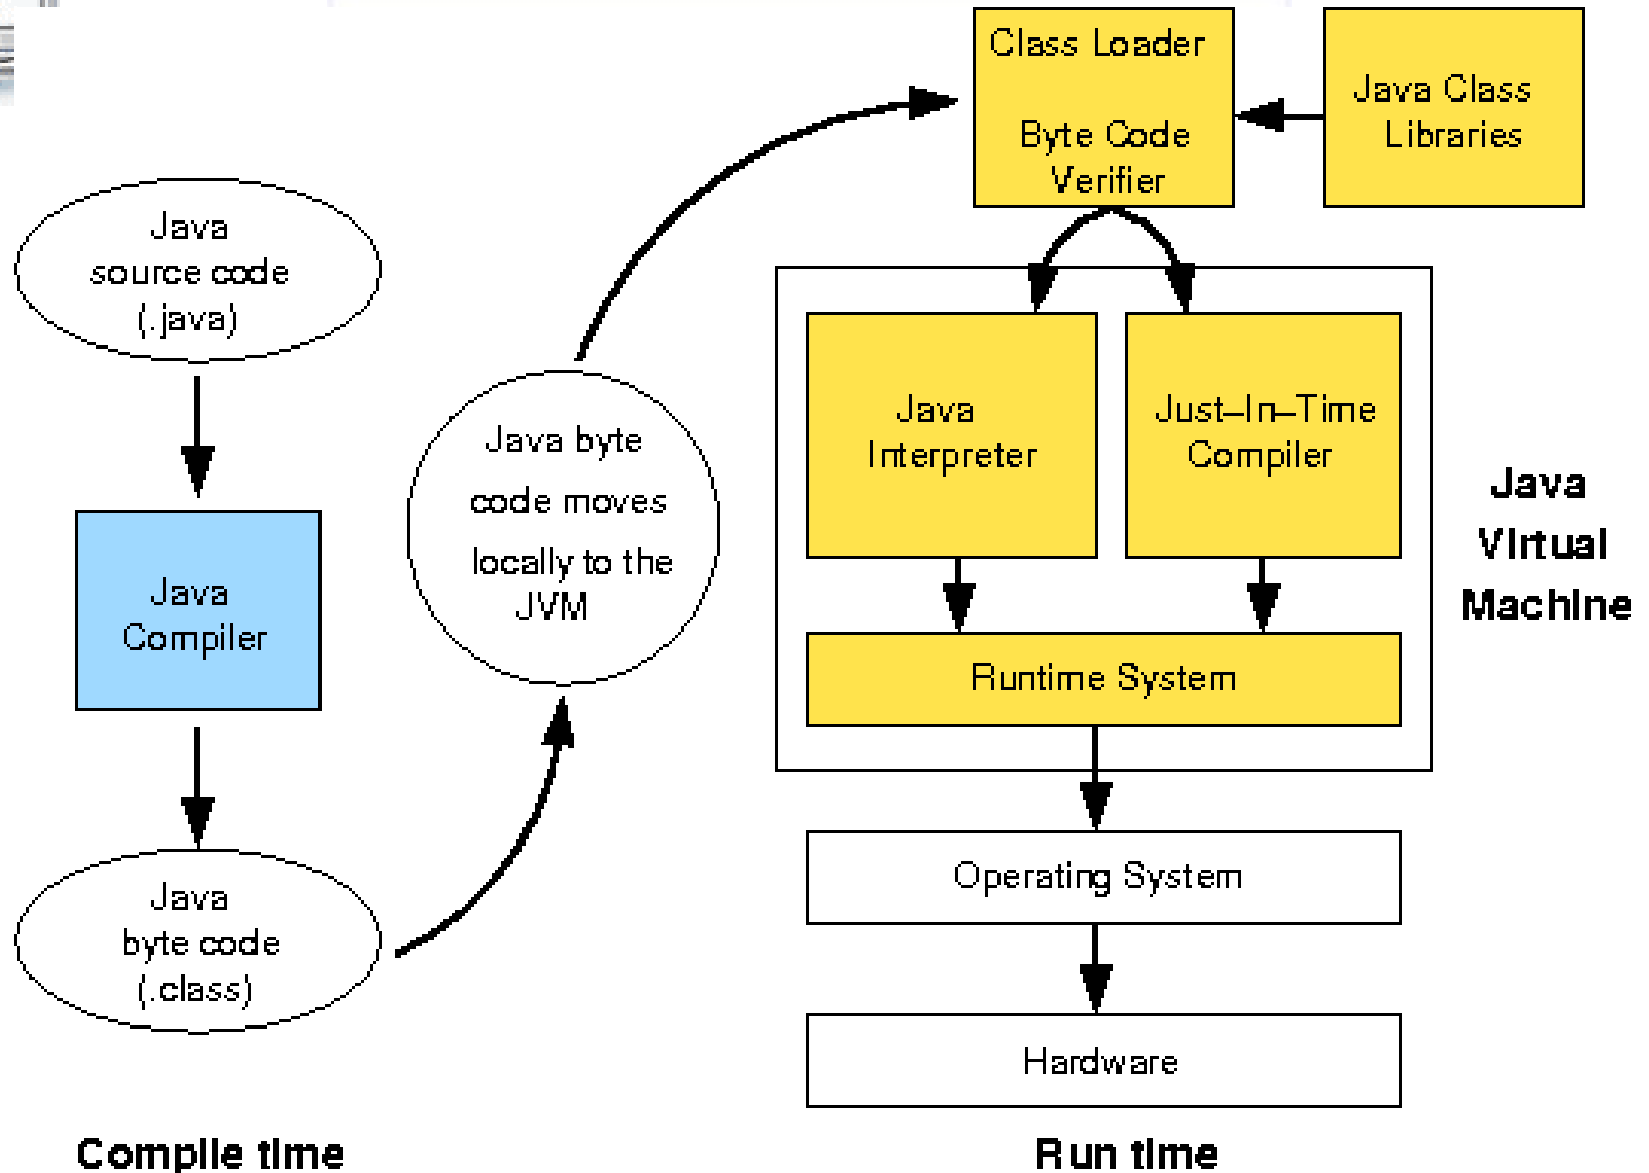 Java
source code
(.java)
Java
Compiler
Java
byte code
(.class)
Compile time
Java byte
code moves
locally to the
JVM
Class Loader
Byte Code
Verifier
Java Class
Libraries
Java
Interpreter
Just–In–Time
Compiler
Runtime System
Java
Virtual
Machine
Operating System
Hardware
Run time